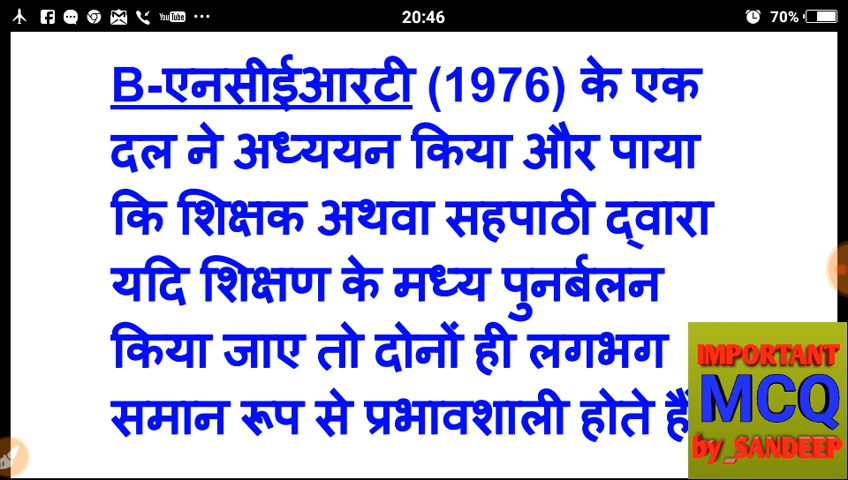 20:46
70%
YouTube
B-एनसीईआरटी (1976) के एक
दल ने अध्ययन किया और पाया
कि शिक्षक अथवा सहपाठी द्वारा
यदि शिक्षण के मध्य पुनर्बलन
किया जाए तो दोनों ही लगभग
समान रूप से प्रभावशाली होते हैं
IMPORTANT
MCQ
by_SANDEEP